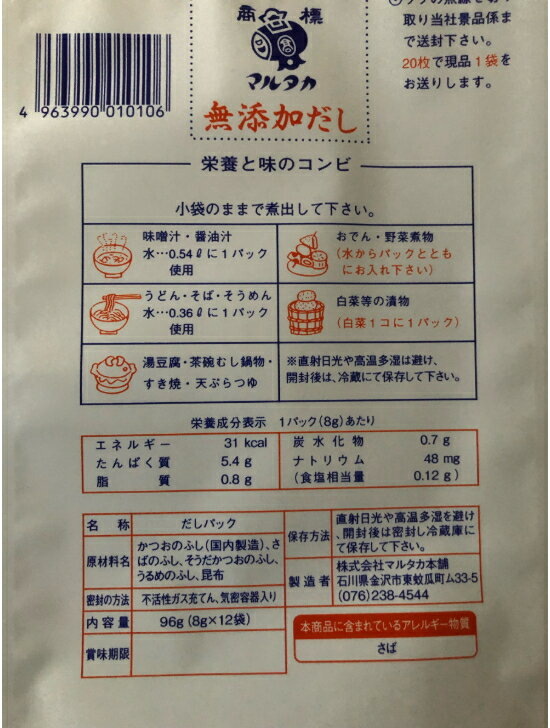 商 標
マルタカ
無添加だし
取り当社景品係ま
で送封下さい。
20枚で現品1袋を
お送りします。
4 963990 010106
栄養と味のコンビ
小袋のままで煮出して下さい。
味噌汁・醤油汁
水…0.54ℓに1パック
使用
おでん・野菜煮物
(水からパックととも
にお入れ下さい)
うどん・そば・そうめん
水…0.36ℓに1パック
使用
白菜等の漬物
(白菜1コに1パック)
湯豆腐・茶碗むし鍋物・
すき焼・天ぷらつゆ
※直射日光や高温多湿は避け、
開封後は、冷蔵にて保存して下さい。
栄養成分表示 1パック(8g)あたり
エネルギー 31 kcal
たんぱく質 5.4 g
脂質 0.8 g
炭水化物 0.7 g
ナトリウム 48 mg
(食塩相当量 0.12 g)
名称 だしパック
原材料名 かつおのふし(国内製造)、さ
ばのふし、そうだかつおのふし、
うるめのふし、昆布
密封の方法 不活性ガス充てん、気密容器入り
内容量 96g(8g×12袋)
賞味期限
保存方法 直射日光や高温多湿を避け
、開封後は密封し冷蔵庫に
て保存して下さい。
製造者 株式会社マルタカ本舗
石川県金沢市東蚊爪町ム33-5
(076)238-4544
本商品に含まれているアレルギー物質
さば